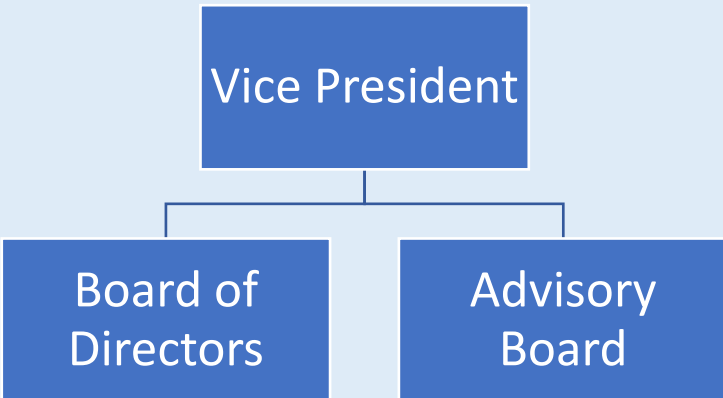 Vice President
Board of
Directors
Advisory
Board